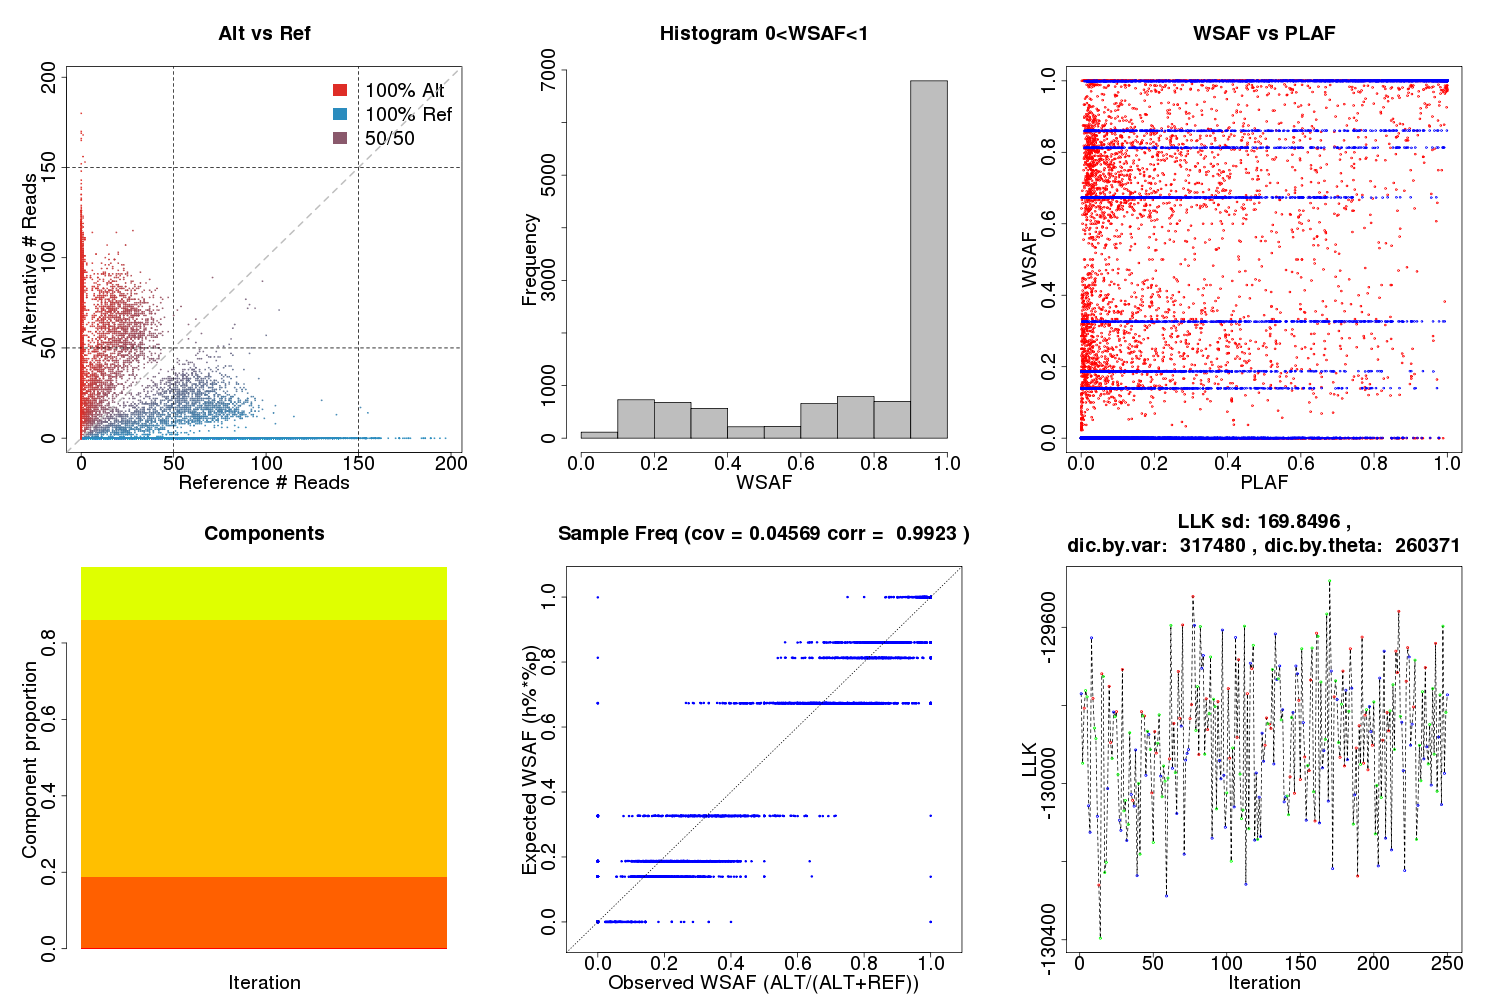 Alt vs Ref
100% Alt
100% Ref
50/50
Alternative # Reads
0
50
100
150
200
0
50
100
150
200
Reference # Reads
Histogram 0<WSAF<1
Frequency
0
1000
3000
5000
7000
0.0
0.2
0.4
0.6
0.8
1.0
WSAF
WSAF vs PLAF
WSAF
0.0
0.2
0.4
0.6
0.8
1.0
0.0
0.2
0.4
0.6
0.8
1.0
PLAF
Components
Component proportion
0.0
0.2
0.4
0.6
0.8
Iteration
Sample Freq (cov = 0.04569 corr = 0.9923 )
Expected WSAF (h%*%p)
0.0
0.2
0.4
0.6
0.8
1.0
0.0
0.2
0.4
0.6
0.8
1.0
Observed WSAF (ALT/(ALT+REF))
LLK sd: 169.8496 ,
dic.by.var: 317480 , dic.by.theta: 260371
LLK
-130400
-130000
-129600
0
50
100
150
200
250
Iteration